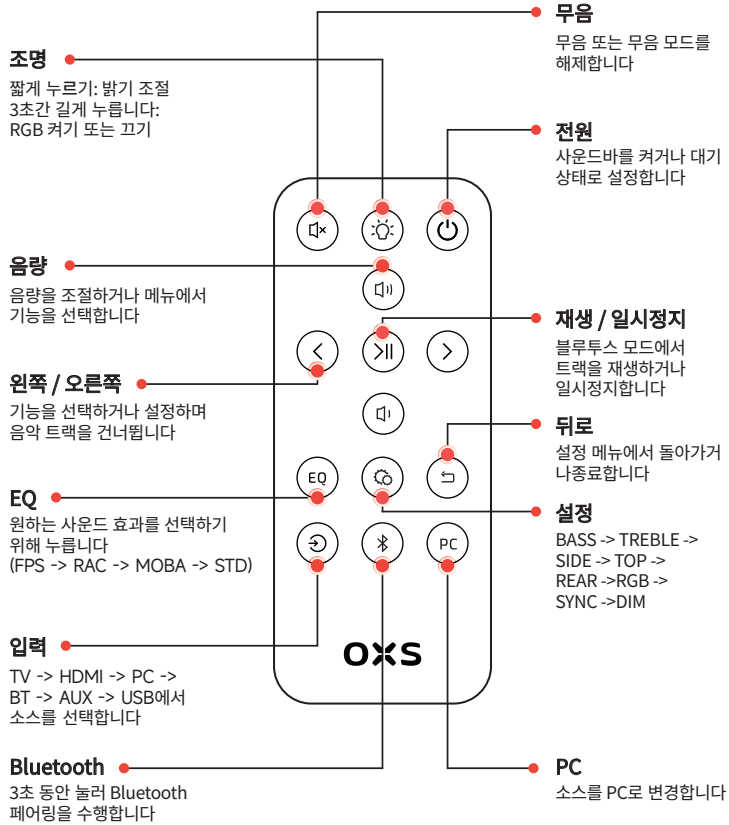 무음
무음 또는 무음 모드를
해제합니다
조명
짧게 누르기: 밝기 조절
3초간 길게 누릅니다:
RGB 켜기 또는 끄기
전원
사운드바를 켜거나 대기
상태로 설정합니다
음량
음량을 조절하거나 메뉴에서
기능을 선택합니다
재생 / 일시정지
블루투스 모드에서
트랙을 재생하거나
일시정지합니다
왼쪽 / 오른쪽
기능을 선택하거나 설정하며
음악 트랙을 건너뜁니다
뒤로
설정 메뉴에서 돌아가거
나종료합니다
EQ
EQ
원하는 사운드 효과를 선택하기
위해 누릅니다
(FPS -> RAC -> MOBA -> STD)
설정
BASS -> TREBLE ->
SIDE -> TOP ->
REAR ->RGB ->
SYNC ->DIM
PC
OXS
입력
TV -> HDMI -> PC ->
BT -> AUX -> USB에서
소스를 선택합니다
Bluetooth
3초 동안 눌러 Bluetooth
페어링을 수행합니다
PC
소스를 PC로 변경합니다